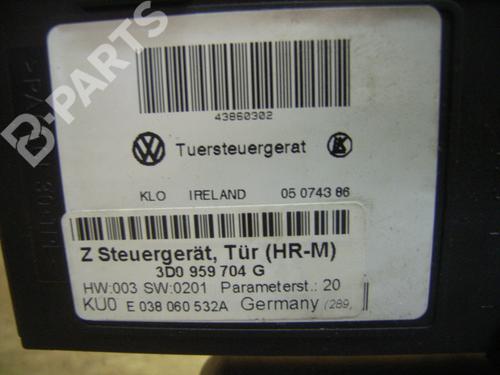 43860302
Tuersteuergerat
KLO IRELAND 05 0743 86
Z Steuergerät, Tür (HR-M)
3D0 959 704 G
HW:003 SW:0201 Parameterst.: 20
KU0 E 038 060 532A Germany (289)
B-PARTS